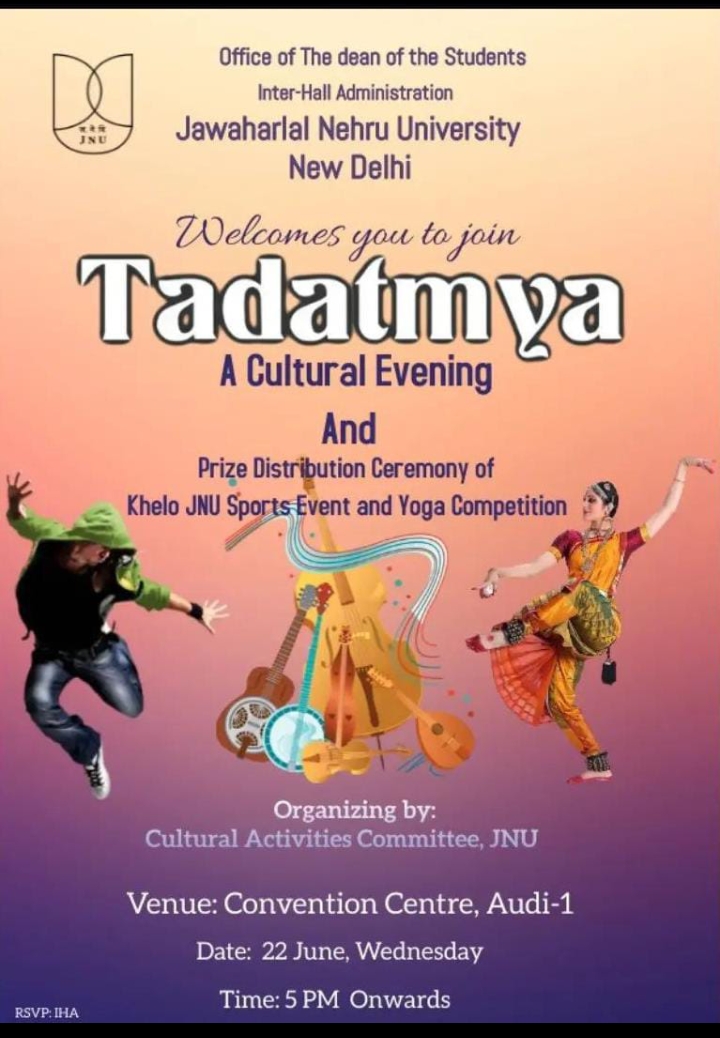 Office of The dean of the Students
Inter-Hall Administration
Jawaharlal Nehru University
New Delhi
ज.ने.वि
JNU
Welcomes you to join
Tadatmya
A Cultural Evening
And
Prize Distribution Ceremony of
Khelo JNU Sports Event and Yoga Competition
Organizing by:
Cultural Activities Committee, JNU
Venue: Convention Centre, Audi-1
Date: 22 June, Wednesday
Time: 5 PM Onwards
RSVP: IHA